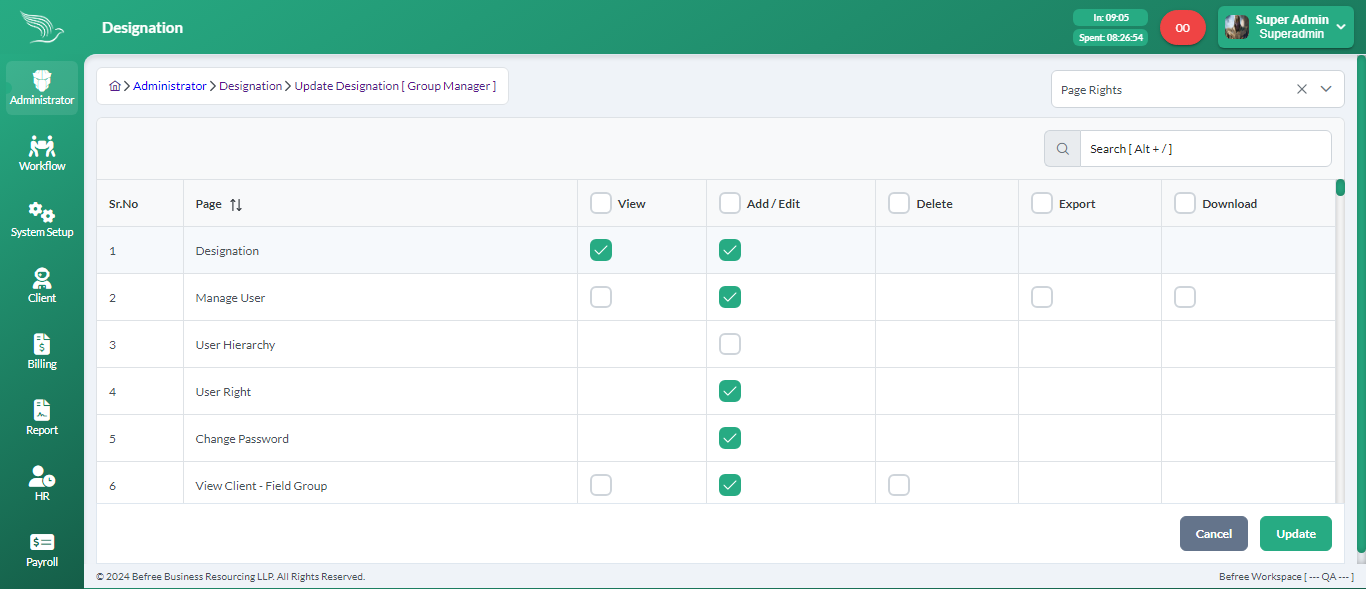 Designation
In: 09:05
Spent: 08:26:54
00
Super Admin
Superadmin
Administrator
Workflow
System Setup
Client
Billing
Report
HR
Payroll
Administrator Designation Update Designation [ Group Manager ]
Page Rights
Search [ Alt + / ]
Sr.No Page View Add / Edit Delete Export Download
1 Designation
2 Manage User
3 User Hierarchy
4 User Right
5 Change Password
6 View Client - Field Group
Cancel Update
© 2024 Befree Business Resourcing LLP. All Rights Reserved. Befree Workspace [ --- QA --- ]